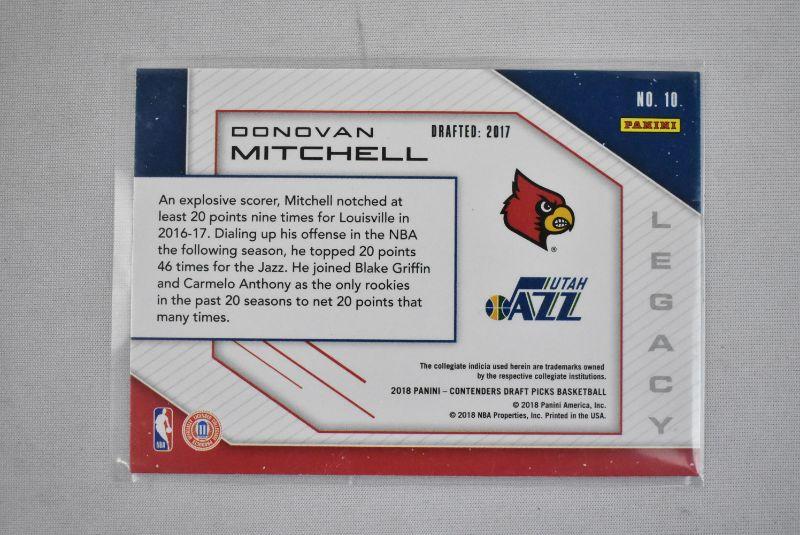 NO. 10
PANINI
DONOVAN
MITCHELL
DRAFTED: 2017
An explosive scorer, Mitchell notched at
least 20 points nine times for Louisville in
2016-17. Dialing up his offense in the NBA
the following season, he topped 20 points
46 times for the Jazz. He joined Blake Griffin
and Carmelo Anthony as the only rookies
in the past 20 seasons to net 20 points that
many times.
®
UTAH
JAZZ
LEGACY
The collegiate indicia used herein are trademarks owned
by the respective collegiate institutions.
2018 PANINI – CONTENDERS DRAFT PICKS BASKETBALL
© 2018 Panini America, Inc.
© 2018 NBA Properties, Inc. Printed in the USA.
NBA